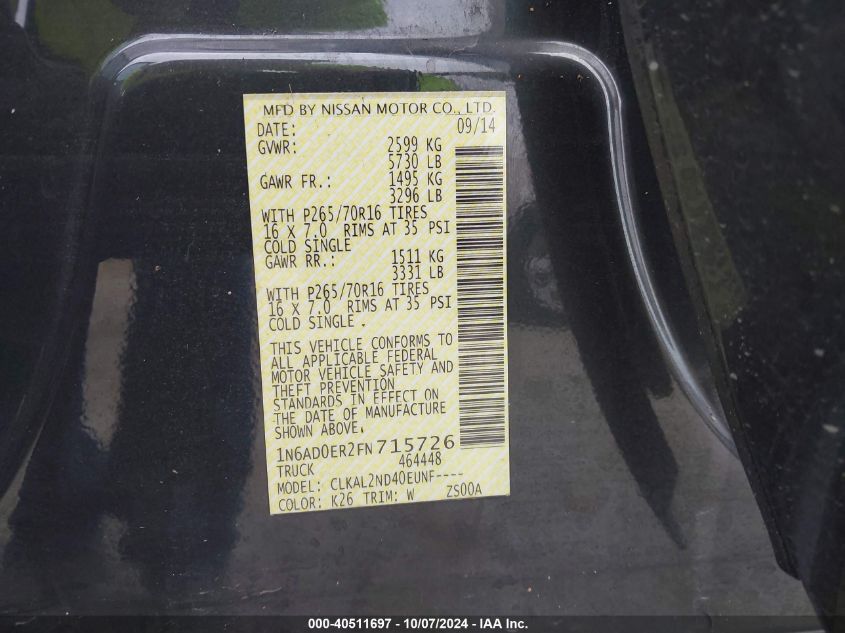 MFD BY NISSAN MOTOR CO., LTD.
DATE: 09/14
GVWR: 2599 KG
5730 LB
GAWR FR.: 1495 KG
3296 LB
WITH P265/70R16 TIRES
16 X 7.0 RIMS AT 35 PSI
COLD SINGLE
GAWR RR.: 1511 KG
3331 LB
WITH P265/70R16 TIRES
16 X 7.0 RIMS AT 35 PSI
COLD SINGLE .
THIS VEHICLE CONFORMS TO
ALL APPLICABLE FEDERAL
MOTOR VEHICLE SAFETY AND
THEFT PREVENTION
STANDARDS IN EFFECT ON
THE DATE OF MANUFACTURE
SHOWN ABOVE.
1N6AD0ER2FN715726
TRUCK 464448
MODEL: CLKAL2ND40EUNF----
COLOR: K26 TRIM: W ZS00A
000-40511697 - 10/07/2024 - IAA Inc.